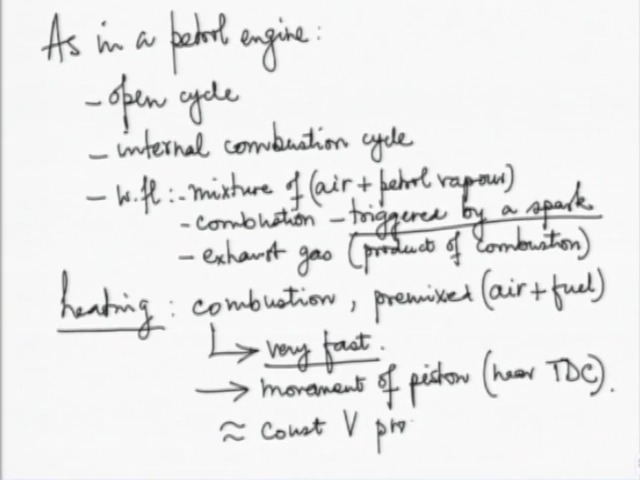 As in a petrol engine:
- open cycle
- internal combustion cycle
- w.fl :- mixture of (air + petrol vapour)
- combustion - triggered by a spark
- exhaust gas (product of combustion)
heating : combustion, premixed (air + fuel)
↳ very fast.
→ movement of piston (near TDC).
≈ const V pro